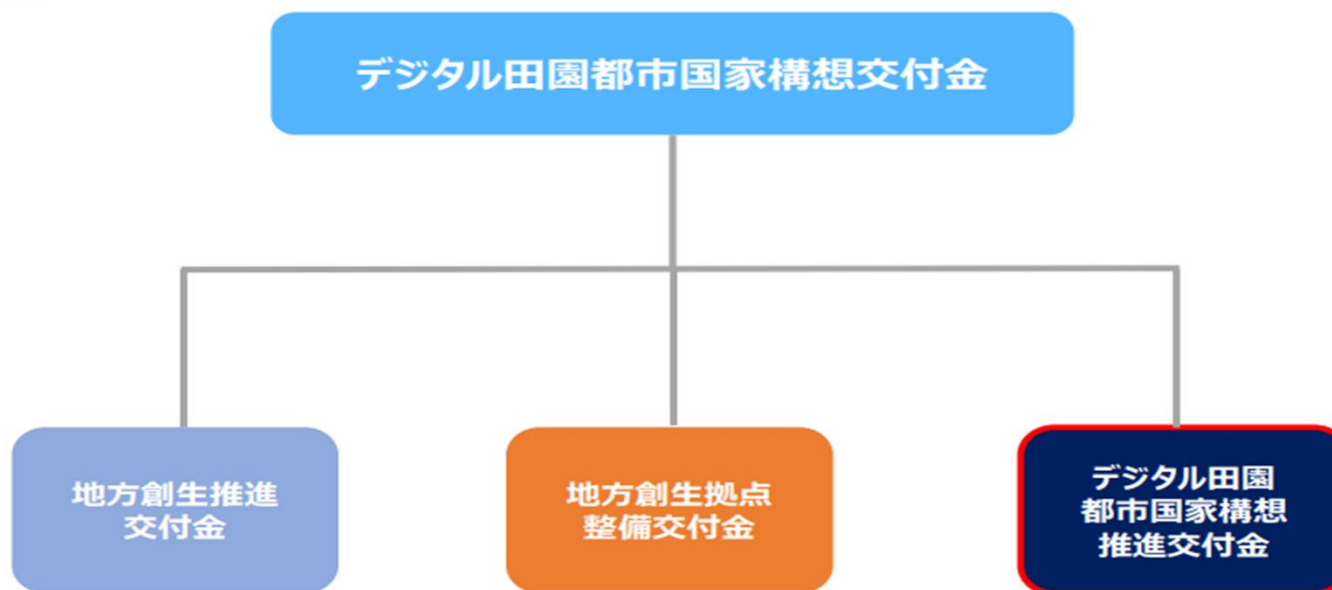 デジタル田園都市国家構想交付金
地方創生推進
交付金
地方創生拠点
整備交付金
デジタル田園
都市国家構想
推進交付金